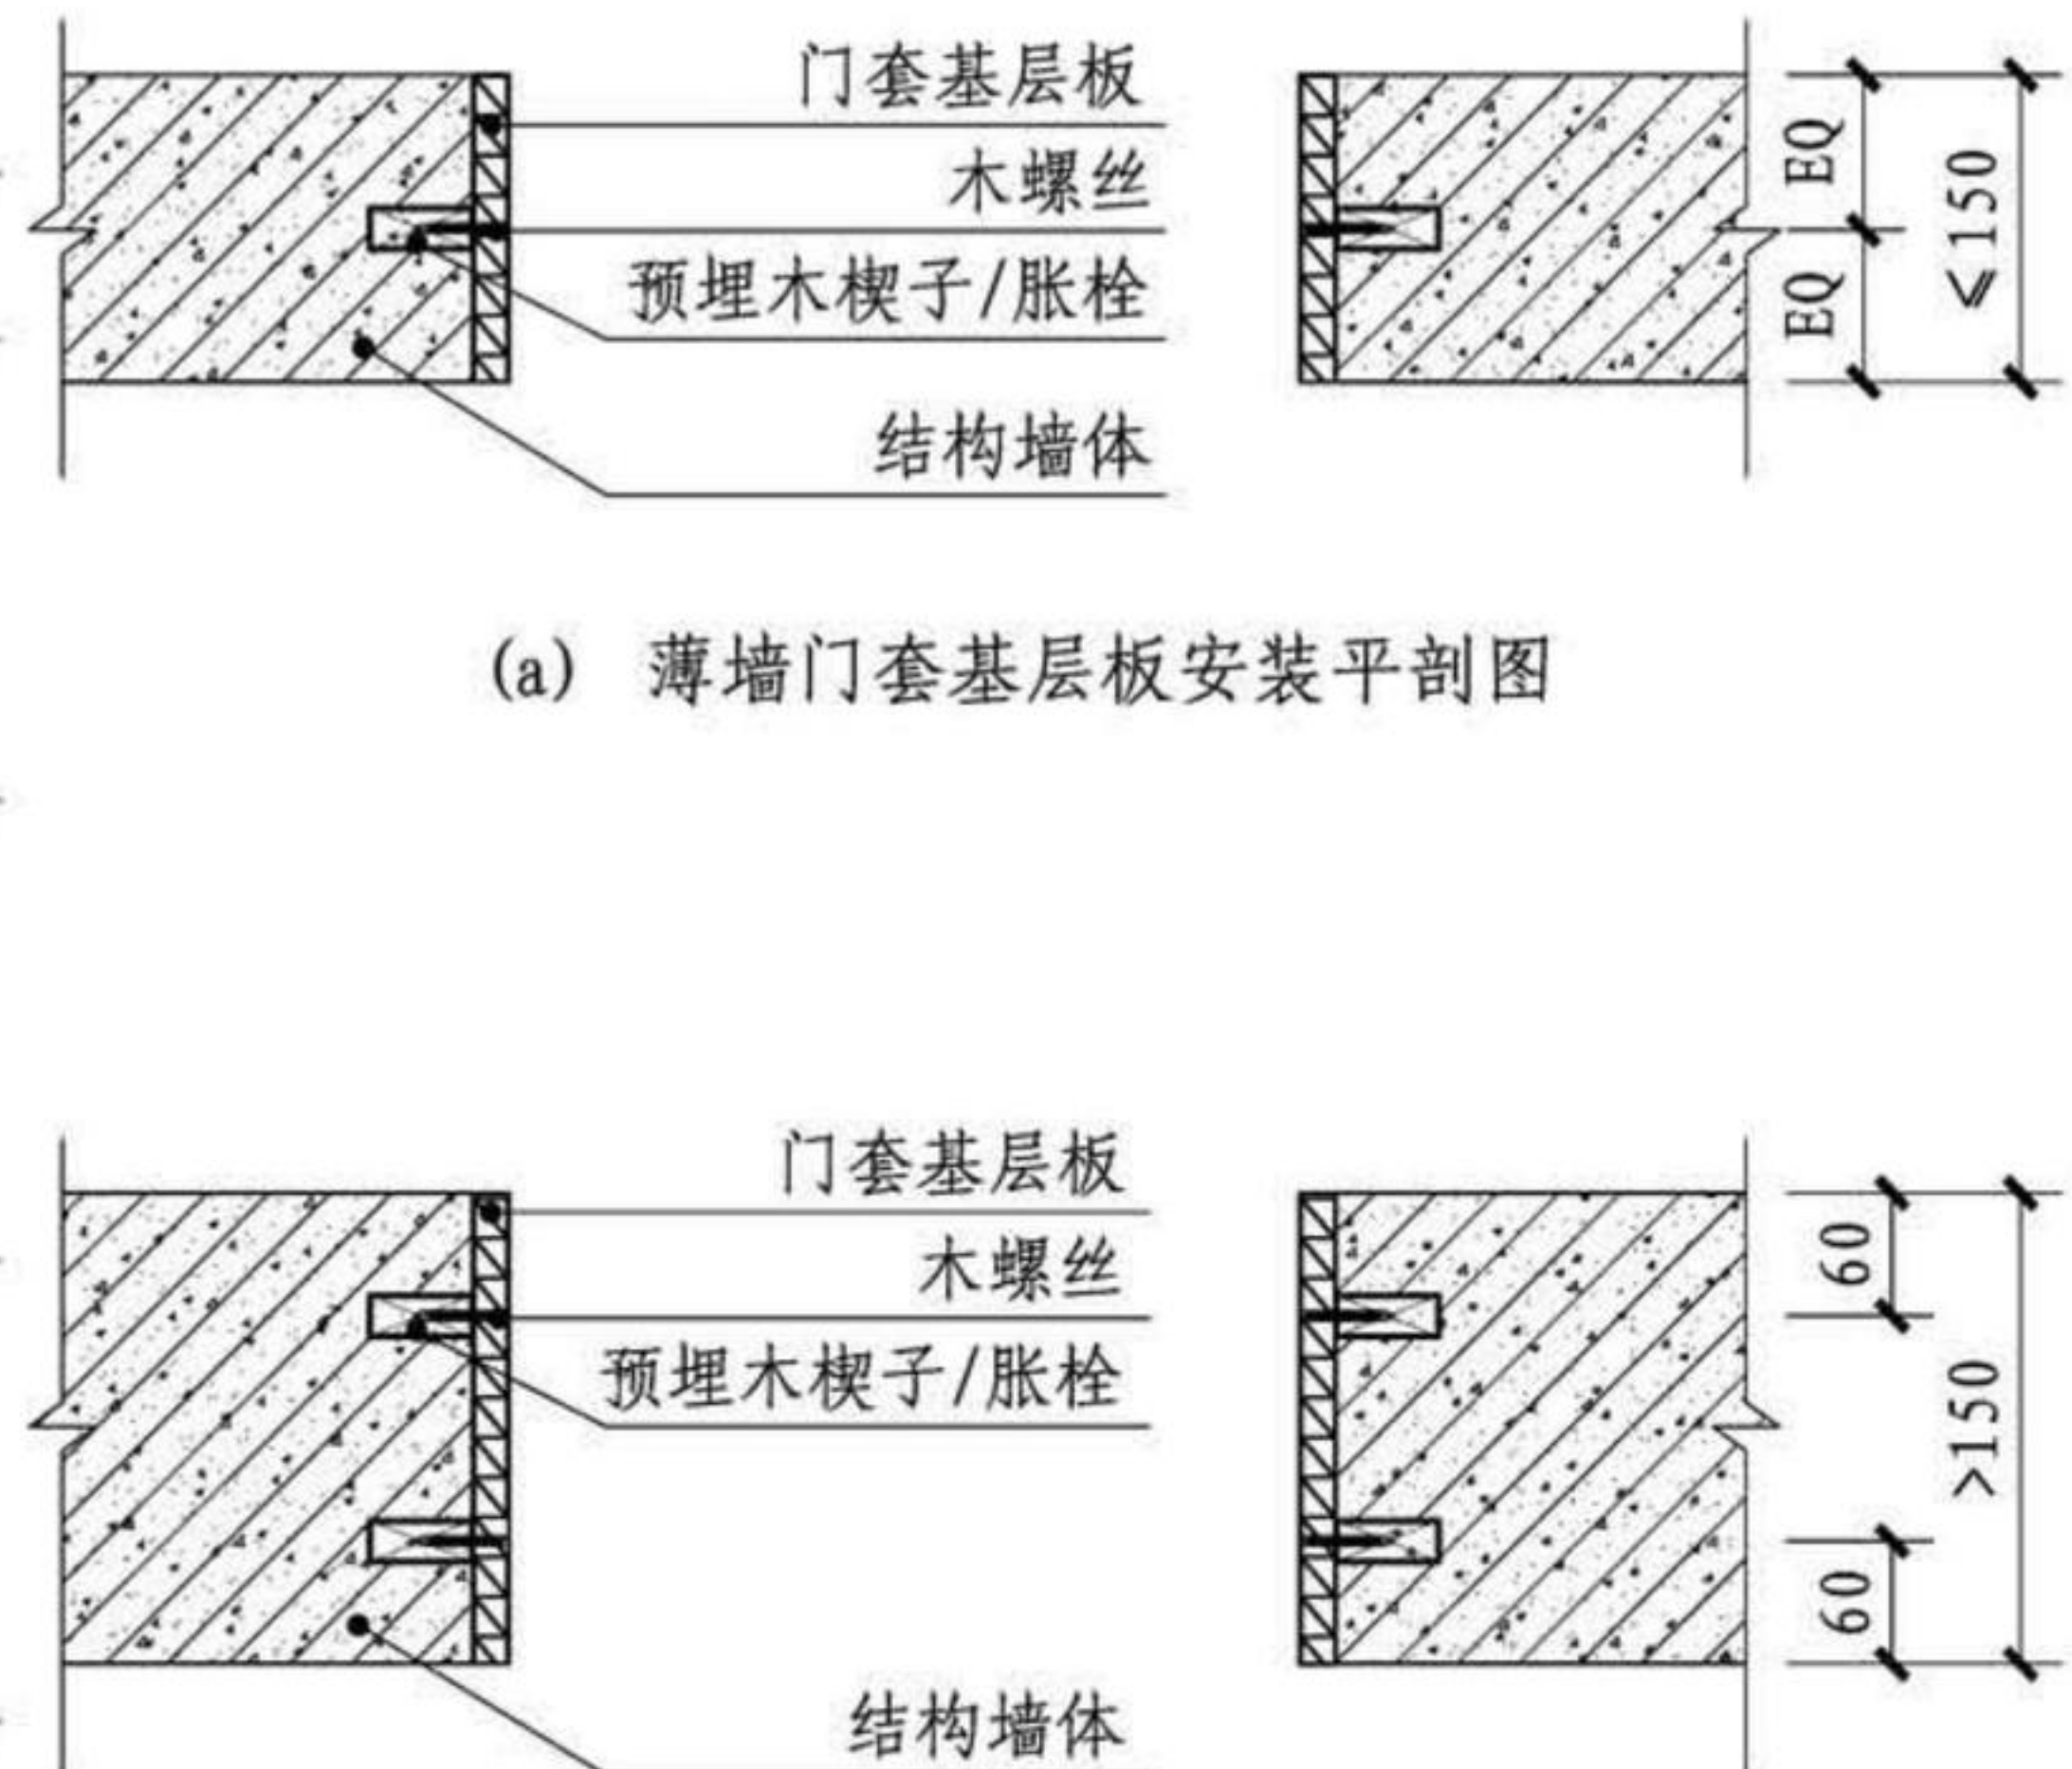 门套基层板
木螺丝
预埋木楔子/胀栓
结构墙体
EQ
EQ
≤150
(a) 薄墙门套基层板安装平剖图
门套基层板
木螺丝
预埋木楔子/胀栓
结构墙体
60
>150
60